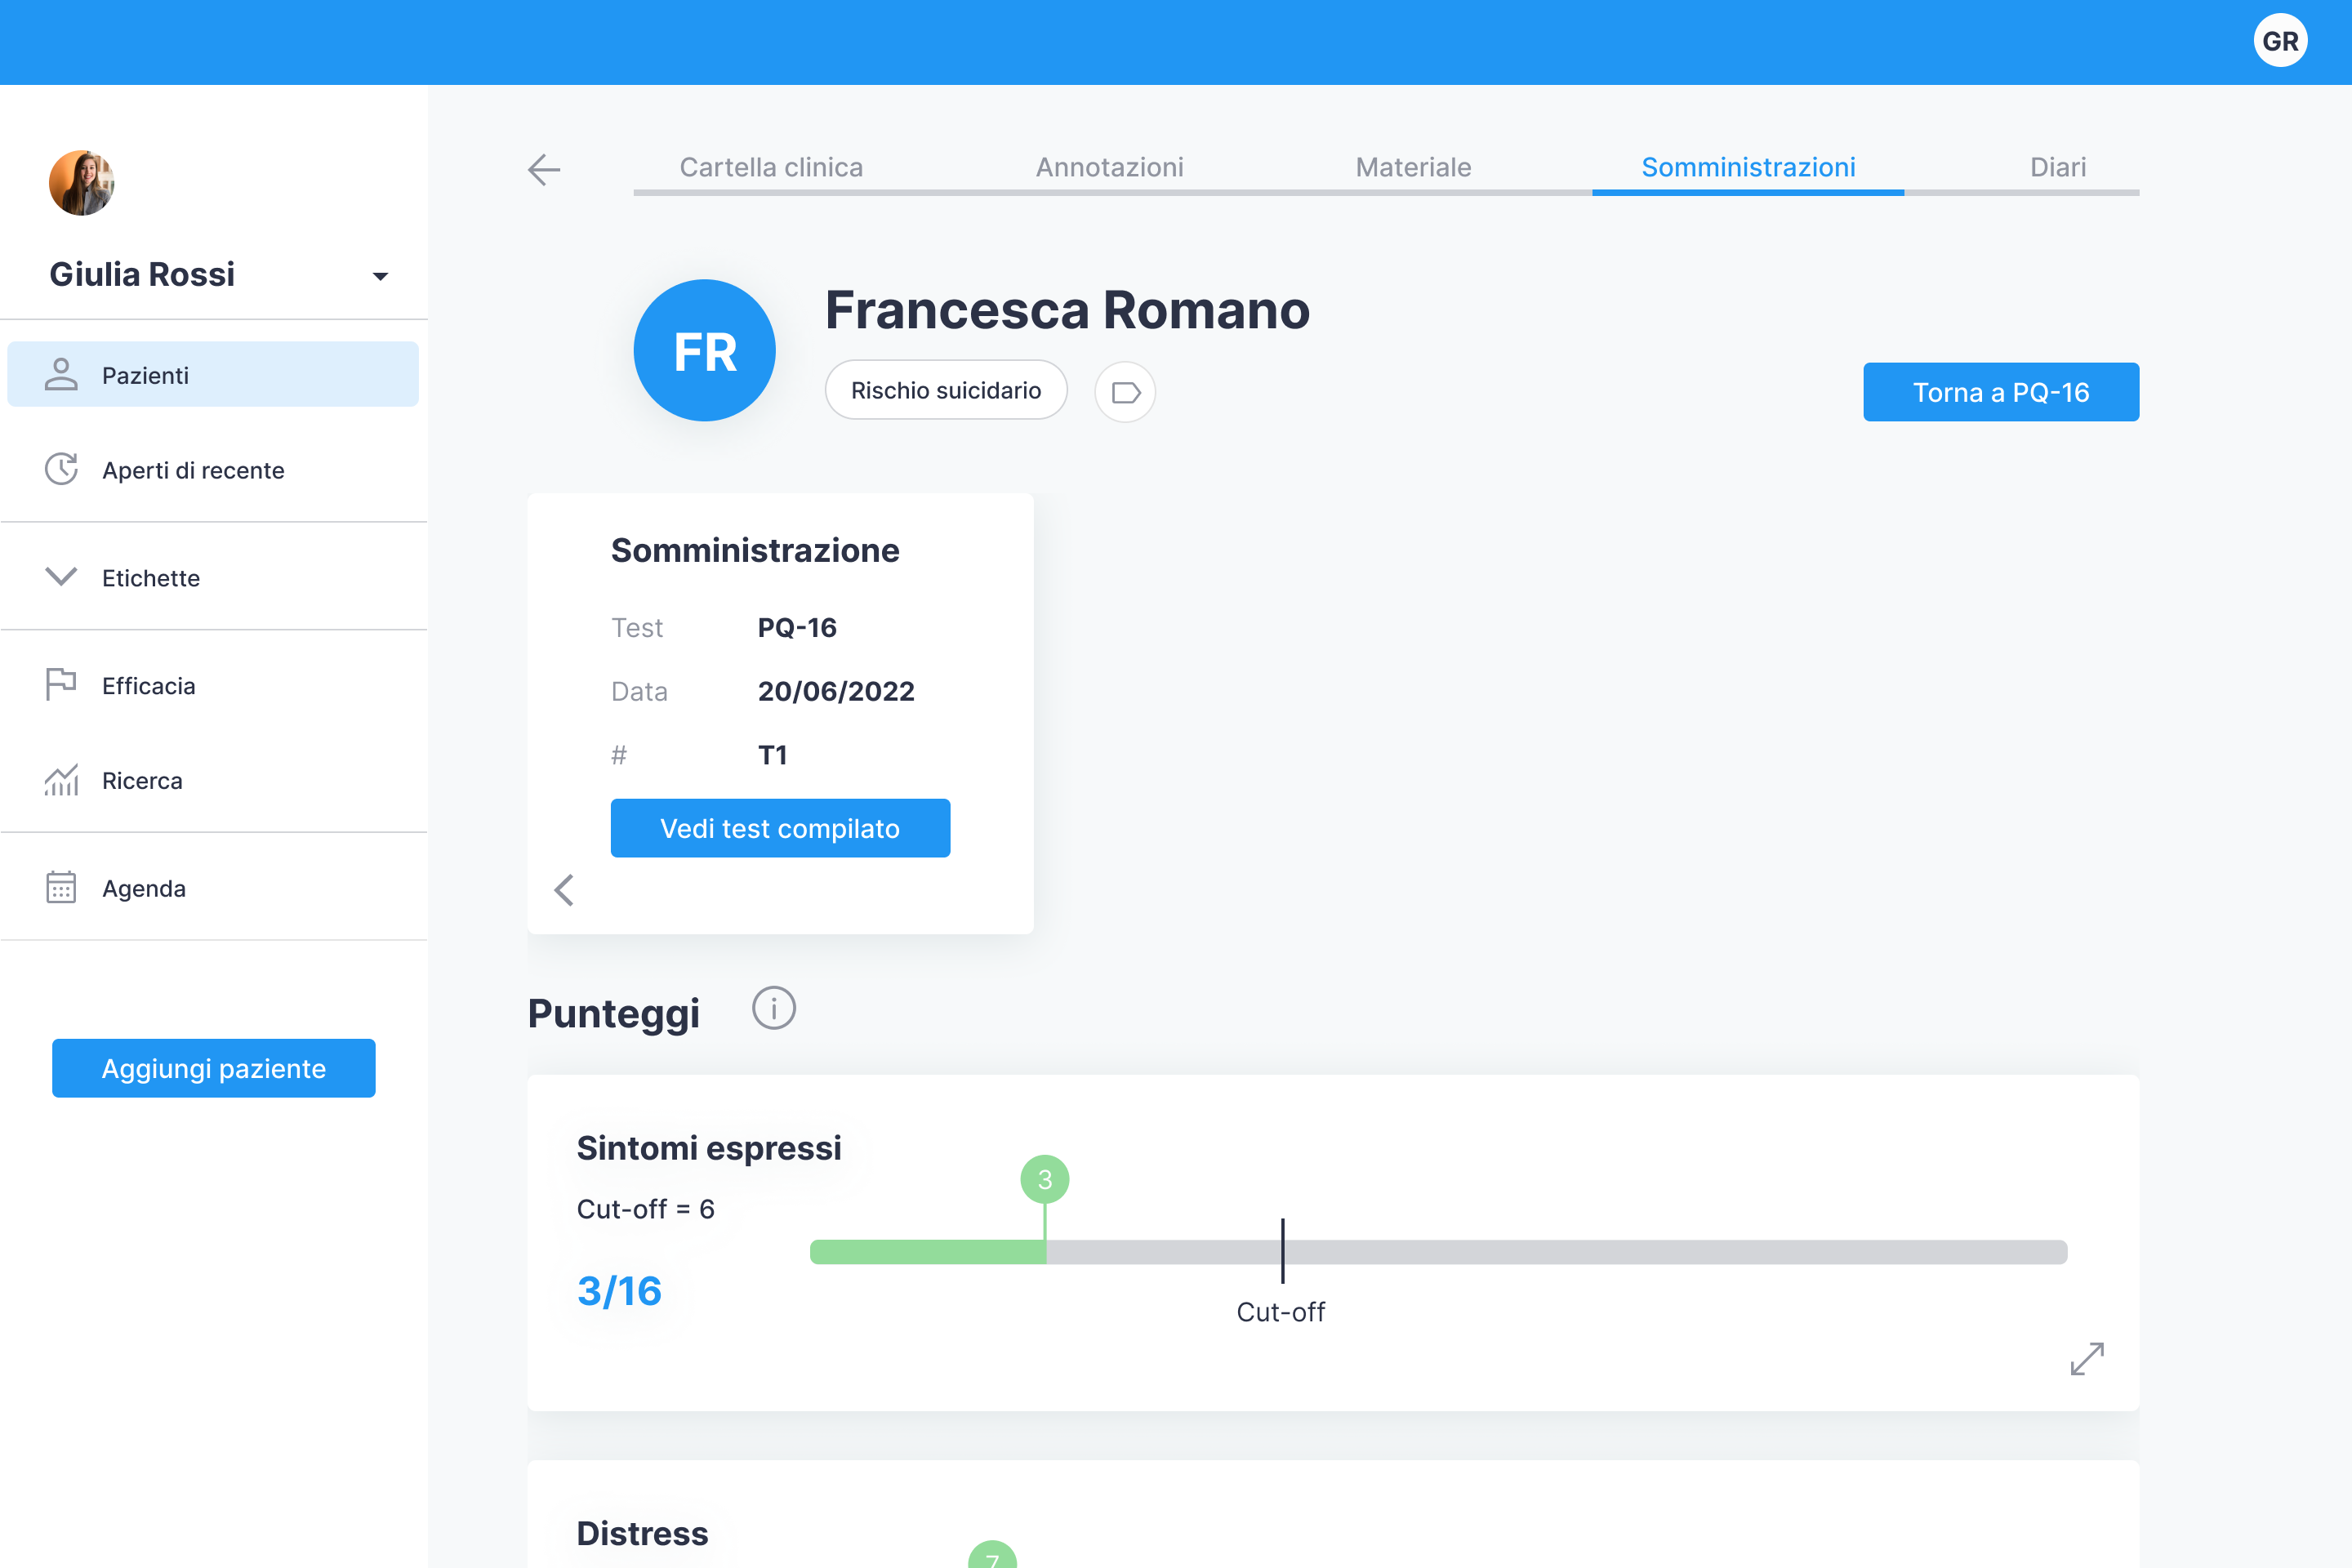 GR
Giulia Rossi
Pazienti
Aperti di recente
Etichette
Efficacia
Ricerca
Agenda
Aggiungi paziente
Cartella clinica
Annotazioni
Materiale
Somministrazioni
Diari
FR
Francesca Romano
Rischio suicidario
Torna a PQ-16
Somministrazione
Test PQ-16
Data 20/06/2022
# T1
Vedi test compilato
Punteggi
Sintomi espressi
3
Cut-off = 6
3/16
Cut-off
Distress
7